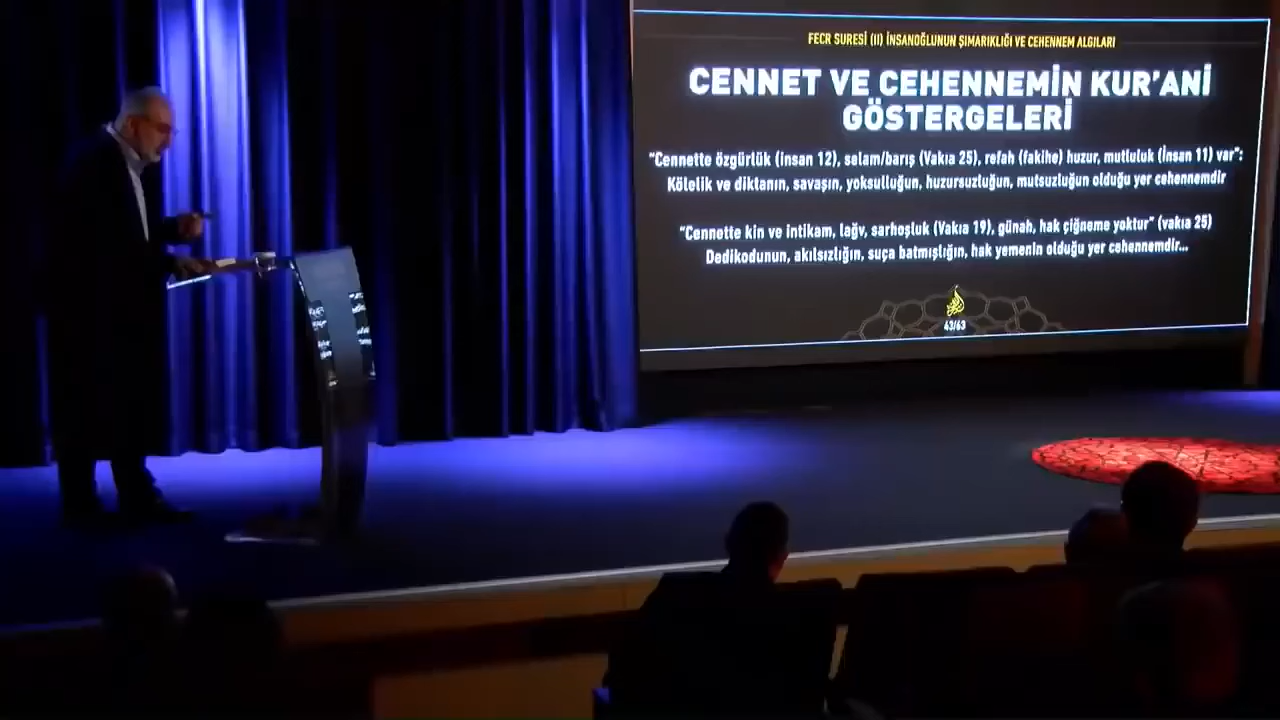 FECR SURESİ (II) İNSANOĞLUNUN ŞIMARIKLIĞI VE CEHENNEM ALGILARI
CENNET VE CEHENNEMİN KUR'ANİ
GÖSTERGELERİ
"Cennette özgürlük (insan 12), selam/barış (Vakıa 25), refah (fakihe) huzur, mutluluk (İnsan 11) var":
Kölelik ve diktanın, savaşın, yoksulluğun, huzursuzluğun, mutsuzluğun olduğu yer cehennemdir
"Cennette kin ve intikam, lağv, sarhoşluk (Vakıa 19), günah, hak çiğneme yoktur" (vakıa 25)
Dedikodunun, akılsızlığın, suça batmışlığın, hak yemenin olduğu yer cehennemdir...
43/63